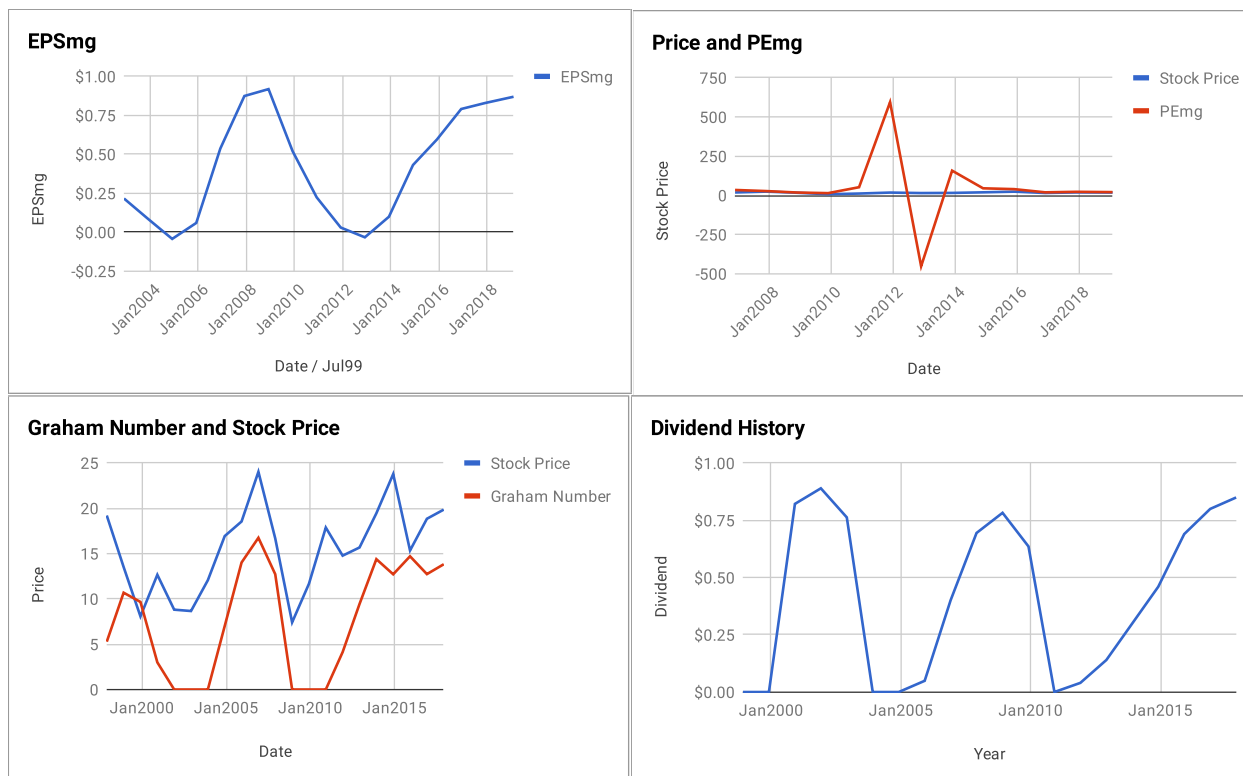 EPSmg
EPSmg
$1.00
$0.75
$0.50
$0.25
$0.00
-$0.25
EPSmg
Jan2004
Jan2006
Jan2008
Jan2010
Jan2012
Jan2014
Jan2016
Jan2018
Date / Jul99
Price and PEmg
Stock Price
PEmg
750
500
250
0
-250
-500
Stock Price
Jan2008
Jan2010
Jan2012
Jan2014
Jan2016
Jan2018
Date
Graham Number and Stock Price
Stock Price
Graham Number
25
20
15
10
5
0
Price
Jan2000
Jan2005
Jan2010
Jan2015
Date
Dividend History
$1.00
$0.75
$0.50
$0.25
$0.00
Dividend
Jan2000
Jan2005
Jan2010
Jan2015
Year